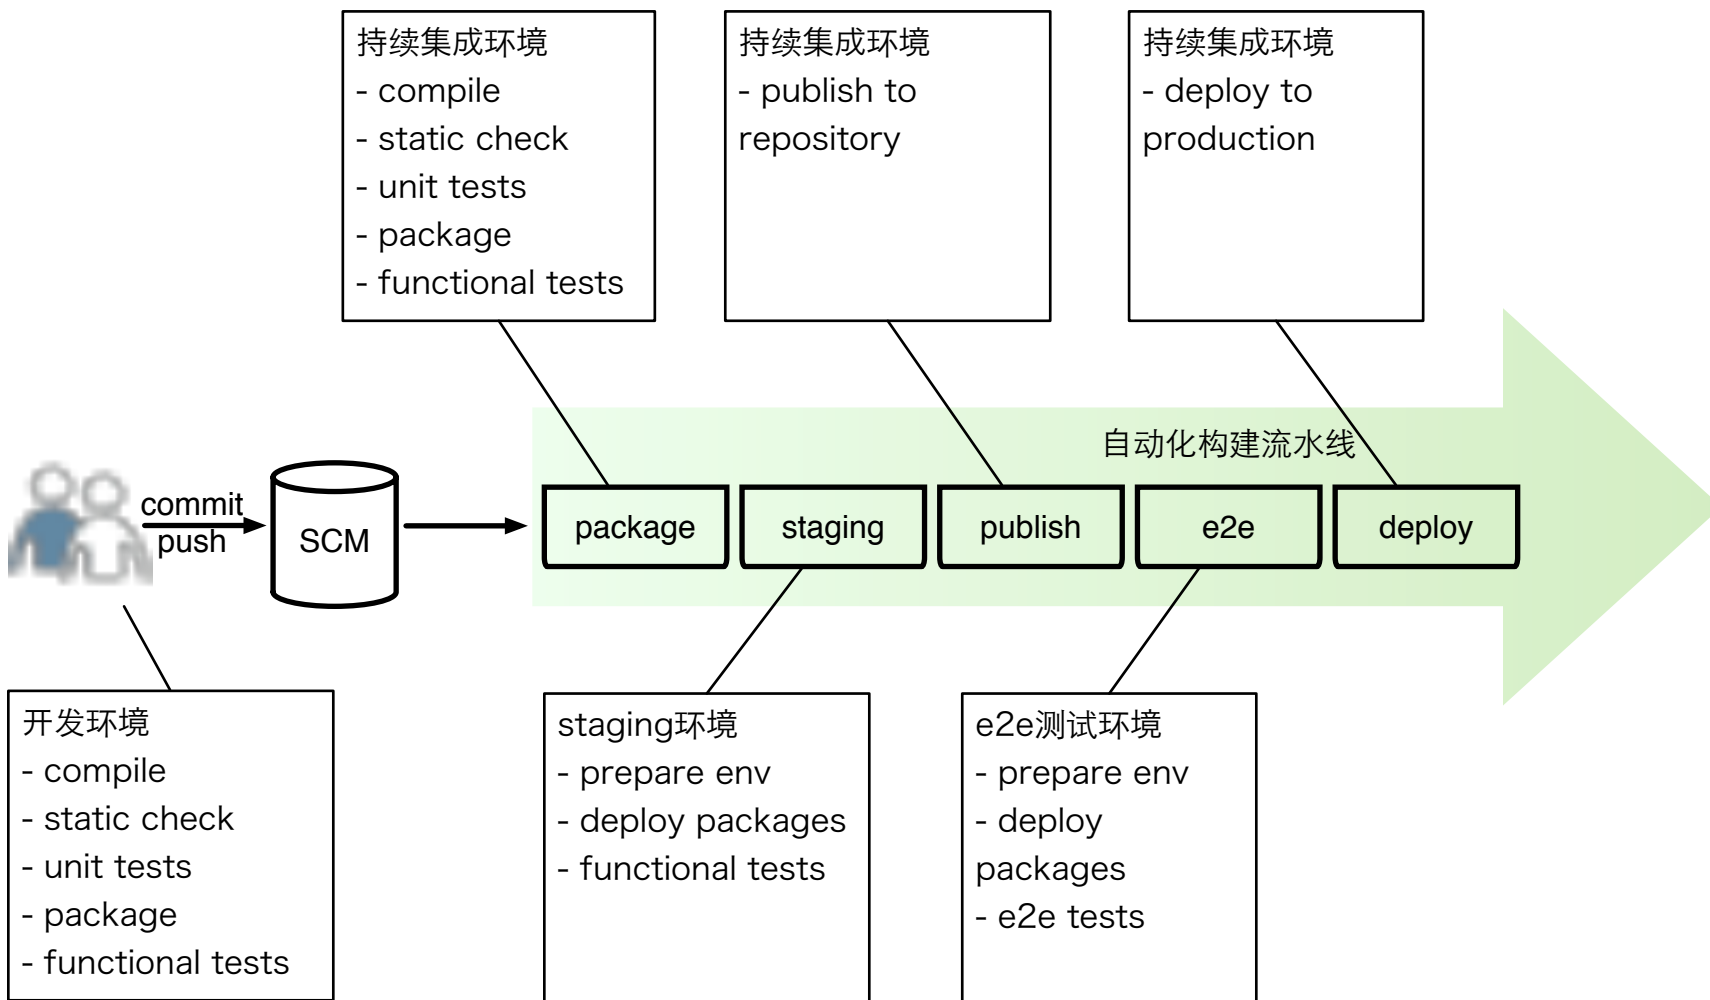 持续集成环境
- compile
- static check
- unit tests
- package
- functional tests
持续集成环境
- publish to
repository
持续集成环境
- deploy to
production
自动化构建流水线
commit
push
SCM
package
staging
publish
e2e
deploy
开发环境
- compile
- static check
- unit tests
- package
- functional tests
staging环境
- prepare env
- deploy packages
- functional tests
e2e测试环境
- prepare env
- deploy
packages
- e2e tests